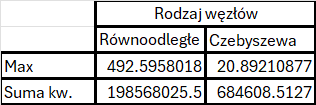 Rodzaj węzłów
Równoodległe Czebyszewa
Max 492.5958018 20.89210877
Suma kw. 198568025.5 684608.5127